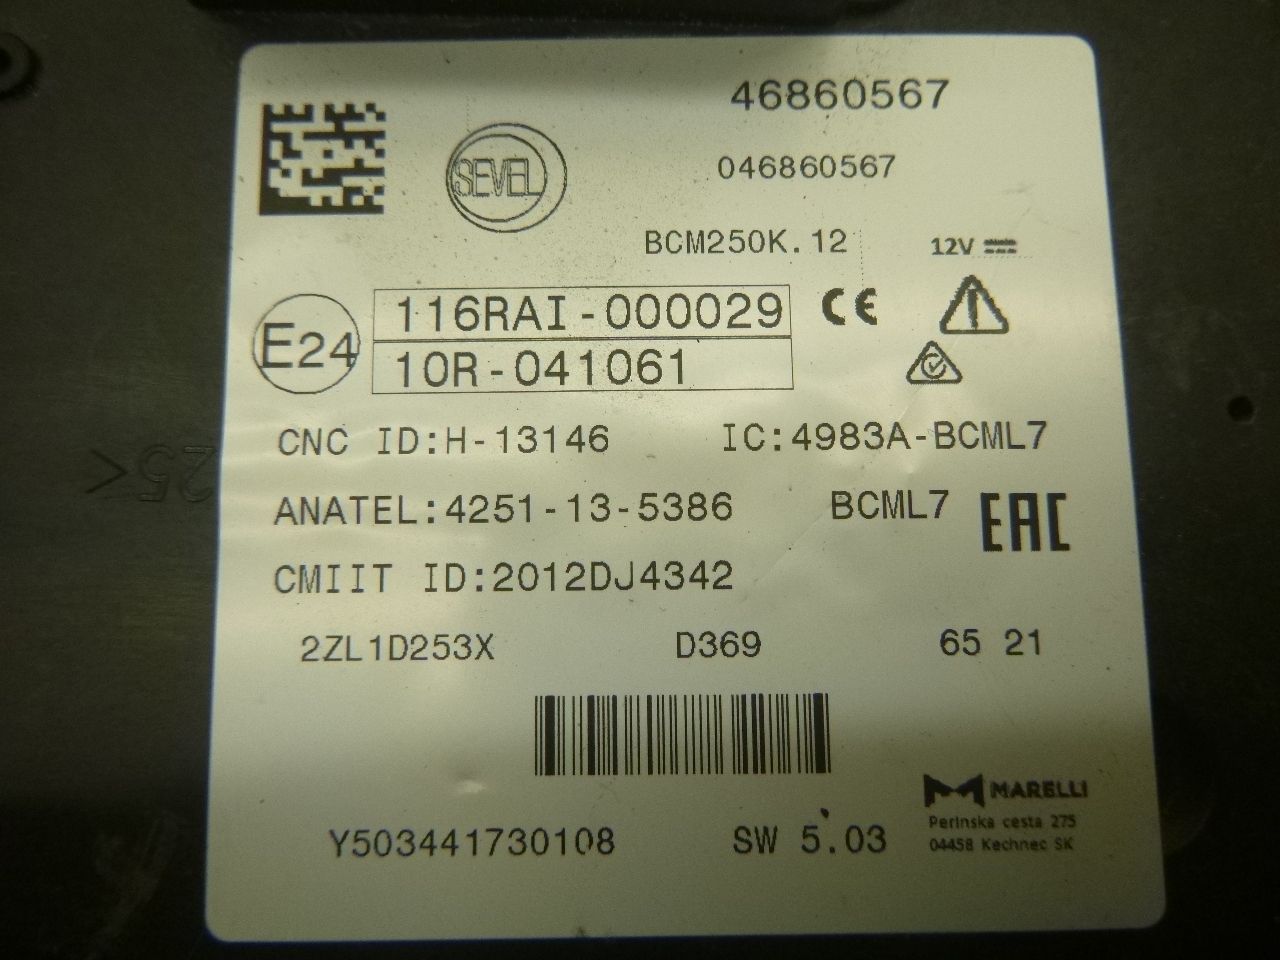 46860567
SEVEL
046860567
BCM250K.12
12V
E24
116RAI-000029
CE
10R-041061
CNC ID:H-13146
IC:4983A-BCML7
ANATEL:4251-13-5386
BCML7
EAC
CMIIT ID:2012DJ4342
2ZL1D253X
D369
65 21
MARELLI
Perinska cesta 275
04458 Kechnec SK
Y503441730108
SW 5.03